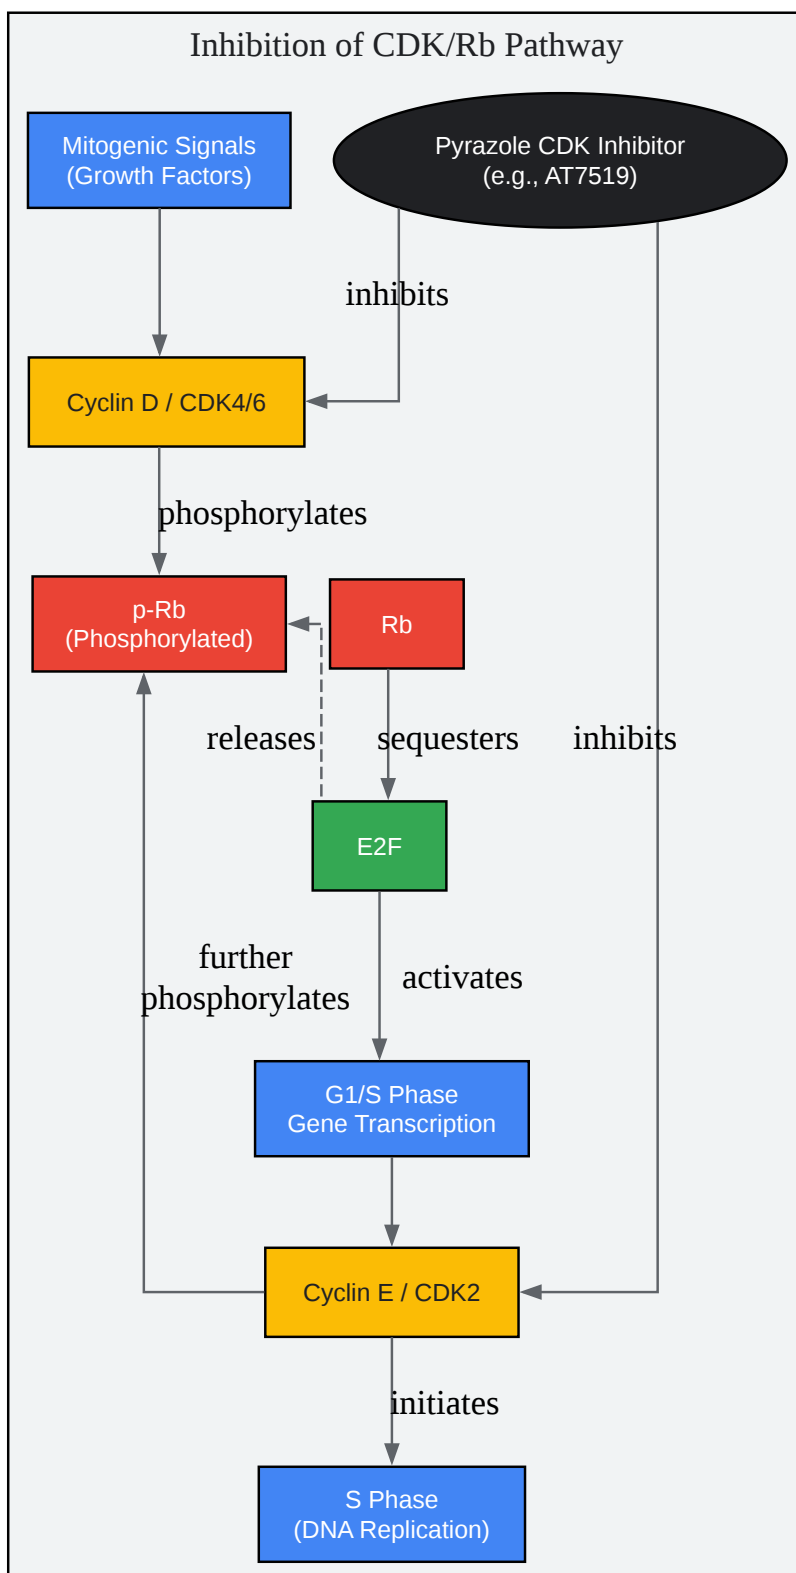 Inhibition of CDK/Rb Pathway
Mitogenic Signals
(Growth Factors)
Pyrazole CDK Inhibitor
(e.g., AT7519)
inhibits
Cyclin D / CDK4/6
phosphorylates
p-Rb
(Phosphorylated)
Rb
releases
sequesters
inhibits
E2F
further
phosphorylates
activates
G1/S Phase
Gene Transcription
Cyclin E / CDK2
initiates
S Phase
(DNA Replication)